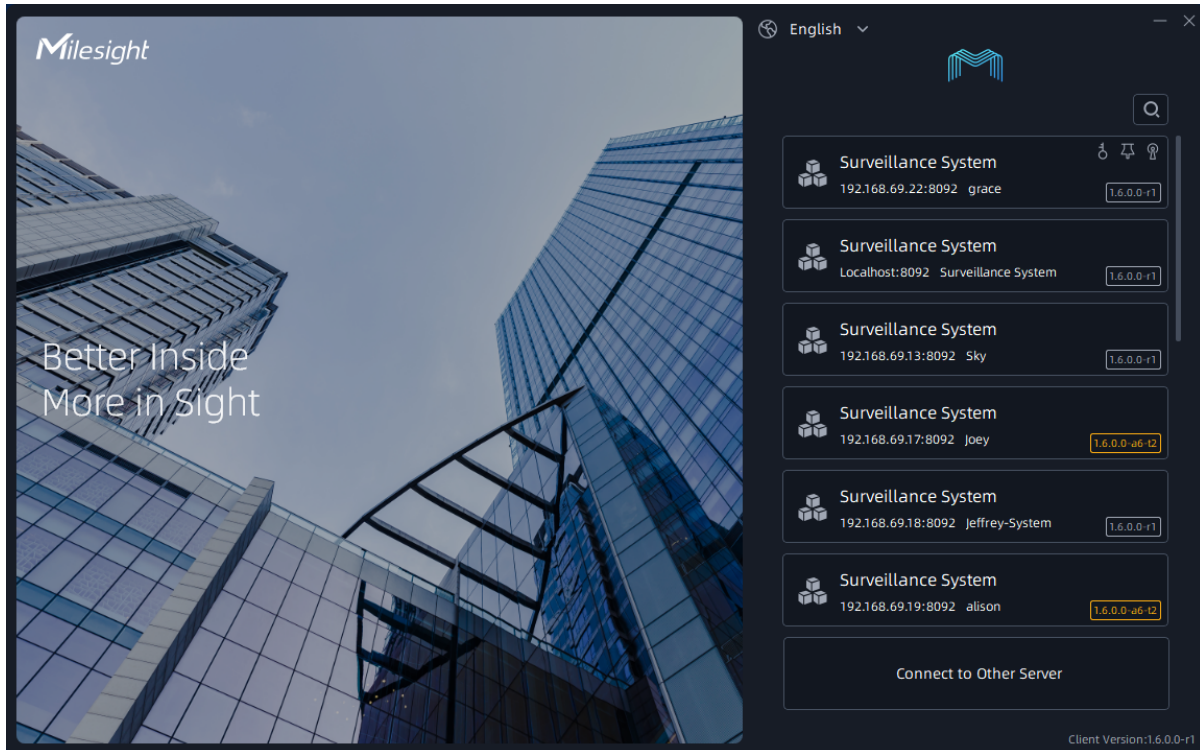 Milesight
Better Inside
More in Sight
English
Surveillance System
192.168.69.22:8092 grace
1.6.0.0-r1
Surveillance System
Localhost:8092 Surveillance System
1.6.0.0-r1
Surveillance System
192.168.69.13:8092 Sky
1.6.0.0-r1
Surveillance System
192.168.69.17:8092 Joey
1.6.0.0-a6-t2
Surveillance System
192.168.69.18:8092 Jeffrey-System
1.6.0.0-r1
Surveillance System
192.168.69.19:8092 alison
1.6.0.0-a6-t2
Connect to Other Server
Client Version:1.6.0.0-r1